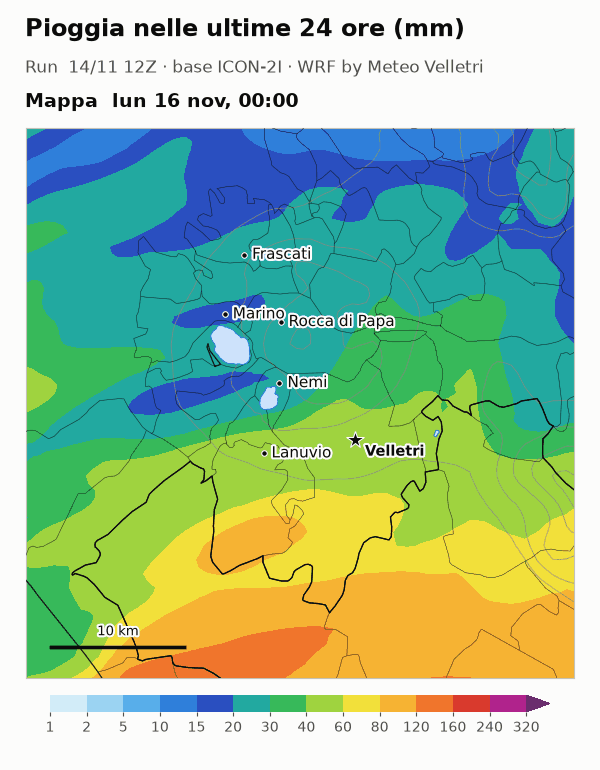 Pioggia nelle ultime 24 ore (mm)
Run  14/11 12Z · base ICON-2I · WRF by Meteo Velletri
Mappa  lun 16 nov, 00:00
Frascati
Marino
Rocca di Papa
Nemi
Velletri
Lanuvio
10 km
1 2 5 10 15 20 30 40 60 80 120 160 240 320